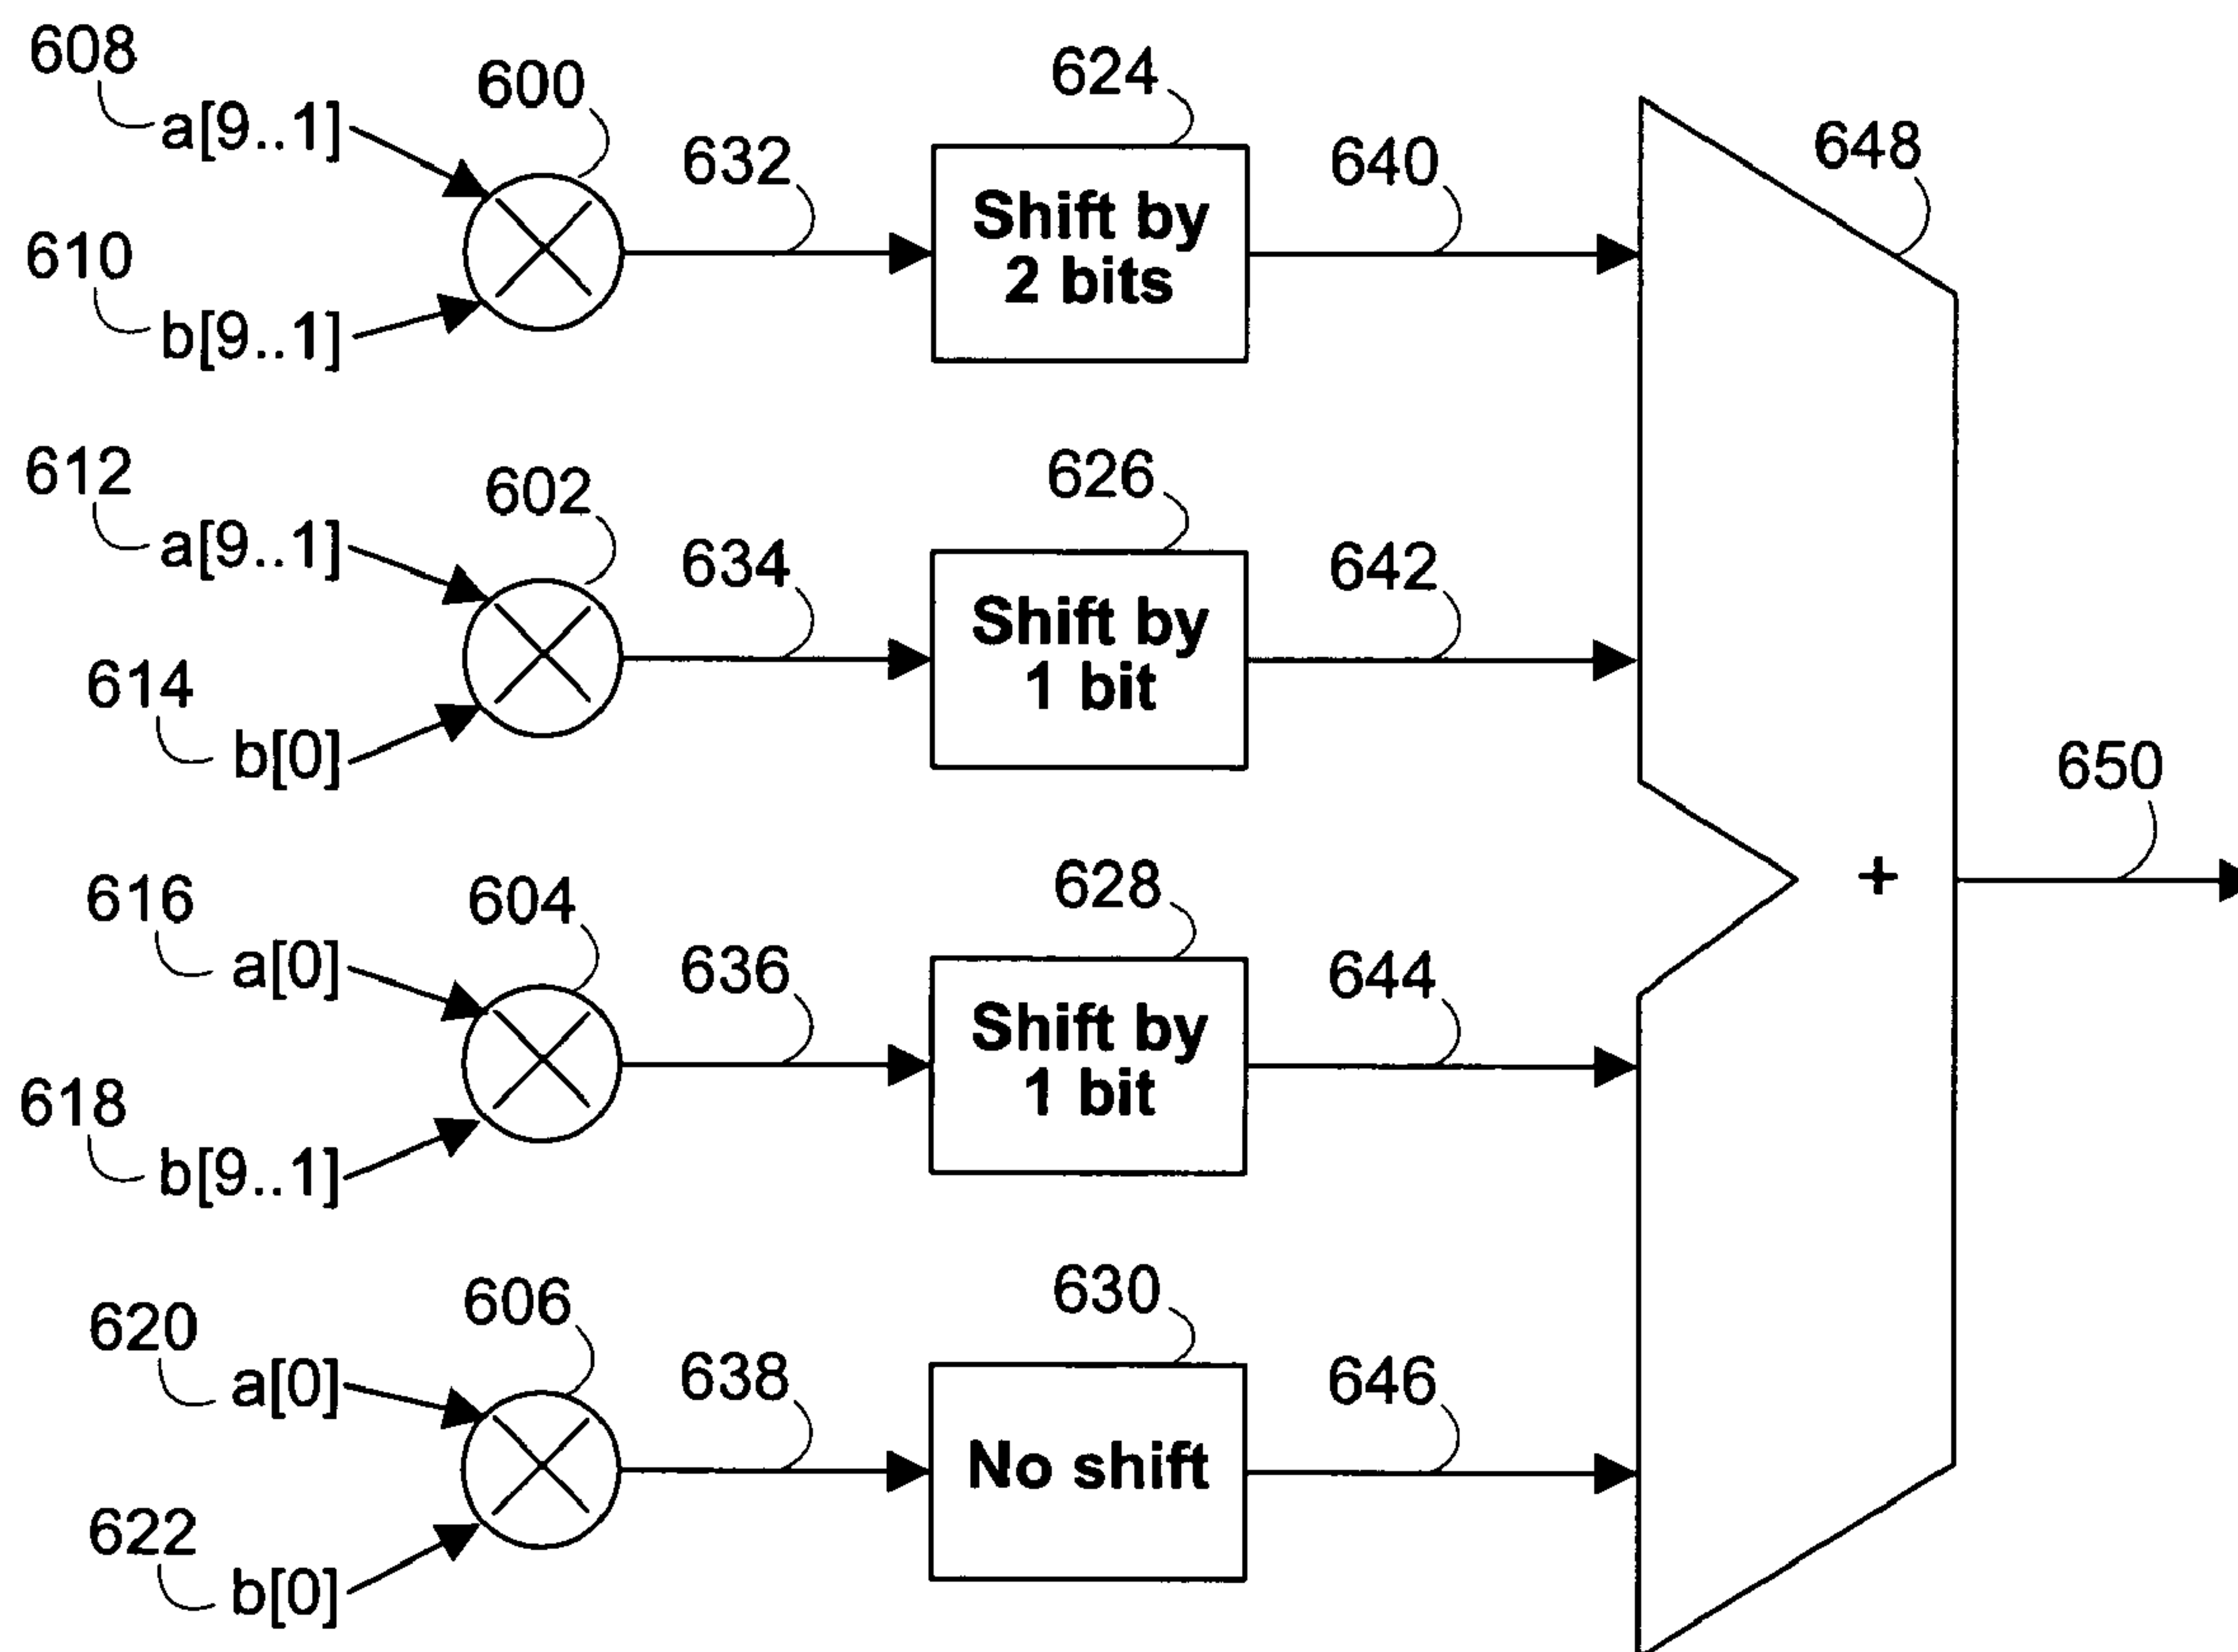 608
a[9..1]
600
632
624
Shift by
2 bits
640
648
610
b[9..1]
612
a[9..1]
602
634
626
Shift by
1 bit
642
614
b[0]
650
+
616
a[0]
604
636
628
Shift by
1 bit
644
618
b[9..1]
620
a[0]
606
638
630
No shift
646
622
b[0]